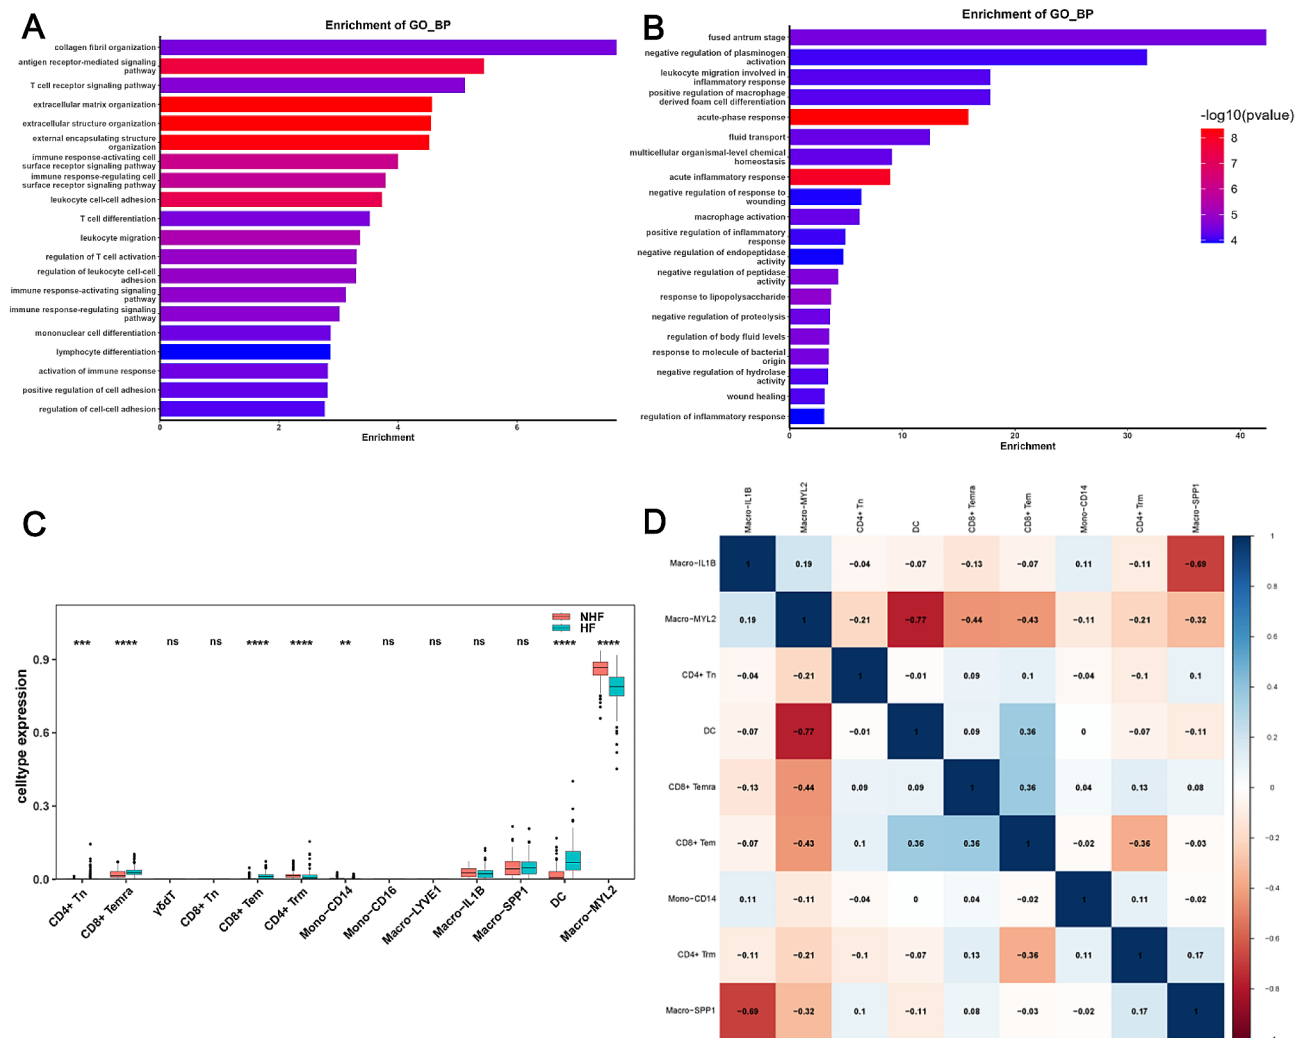 A
Enrichment of GO_BP
collagen fibril organization
antigen receptor-mediated signaling
pathway
T cell receptor signaling pathway
extracellular matrix organization
extracellular structure organization
external encapsulating structure
organization
immune response-activating cell
surface receptor signaling pathway
immune response-regulating cell
surface receptor signaling pathway
leukocyte cell-cell adhesion
T cell differentiation
leukocyte migration
regulation of T cell activation
regulation of leukocyte cell-cell
adhesion
immune response-activating signaling
pathway
immune response-regulating signaling
pathway
mononuclear cell differentiation
lymphocyte differentiation
activation of immune response
positive regulation of cell adhesion
regulation of cell-cell adhesion
0 2 4 6
Enrichment
B
Enrichment of GO_BP
fused antrum stage
negative regulation of plasminogen
activation
leukocyte migration involved in
inflammatory response
positive regulation of macrophage
derived foam cell differentiation
acute-phase response
fluid transport
multicellular organismal-level chemical
homeostasis
acute inflammatory response
negative regulation of response to
wounding
macrophage activation
positive regulation of inflammatory
response
negative regulation of endopeptidase
activity
negative regulation of peptidase
activity
response to lipopolysaccharide
negative regulation of proteolysis
regulation of body fluid levels
response to molecule of bacterial
origin
negative regulation of hydrolase
activity
wound healing
regulation of inflammatory response
0 10 20 30 40
Enrichment
-log10(pvalue)
8
7
6
5
4
C
NHF
HF
*** **** ns ns **** **** ** ns ns ns ns **** ****
celltype expression
0.9
0.6
0.3
0.0
CD4+ Tn
CD8+ Temra
γδdT
CD8+ Tn
CD8+ Tem
CD4+ Trm
Mono−CD14
Mono−CD16
Macro−LYVE1
Macro−IL1B
Macro−SPP1
DC
Macro−MYL2
D
Macro−IL1B
Macro−MYL2
CD4+ Tn
DC
CD8+ Temra
CD8+ Tem
Mono−CD14
CD4+ Trm
Macro−SPP1
Macro−IL1B 1 0.19 −0.04 −0.07 −0.13 −0.07 0.11 −0.11 −0.69
Macro−MYL2 0.19 1 −0.21 −0.77 −0.44 −0.43 −0.11 −0.21 −0.32
CD4+ Tn −0.04 −0.21 1 −0.01 0.09 0.1 −0.04 −0.1 0.1
DC −0.07 −0.77 −0.01 1 0.09 0.36 0 −0.07 −0.11
CD8+ Temra −0.13 −0.44 0.09 0.09 1 0.36 0.04 0.13 0.08
CD8+ Tem −0.07 −0.43 0.1 0.36 0.36 1 −0.02 −0.36 −0.03
Mono−CD14 0.11 −0.11 −0.04 0 0.04 −0.02 1 0.11 −0.02
CD4+ Trm −0.11 −0.21 −0.1 −0.07 0.13 −0.36 0.11 1 0.17
Macro−SPP1 −0.69 −0.32 0.1 −0.11 0.08 −0.03 −0.02 0.17 1
1
0.8
0.6
0.4
0.2
0
−0.2
−0.4
−0.6
−0.8